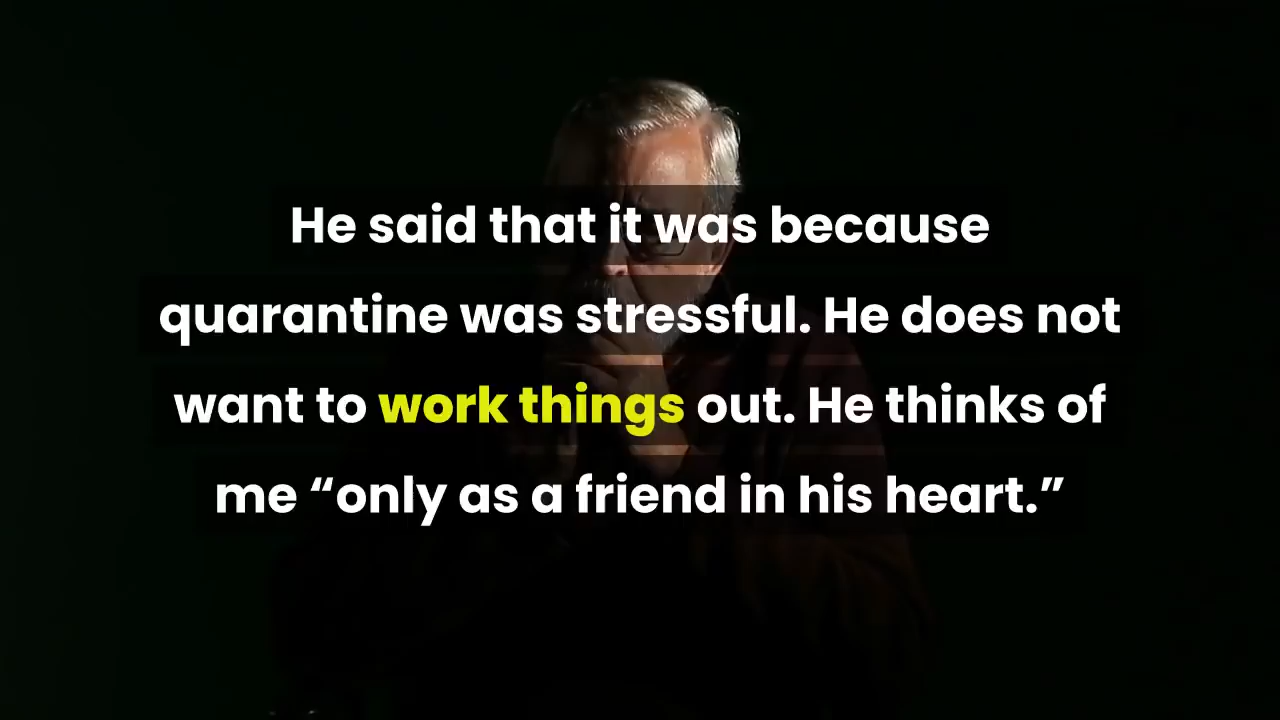 He said that it was because
quarantine was stressful. He does not
want to work things out. He thinks of
me “only as a friend in his heart.”